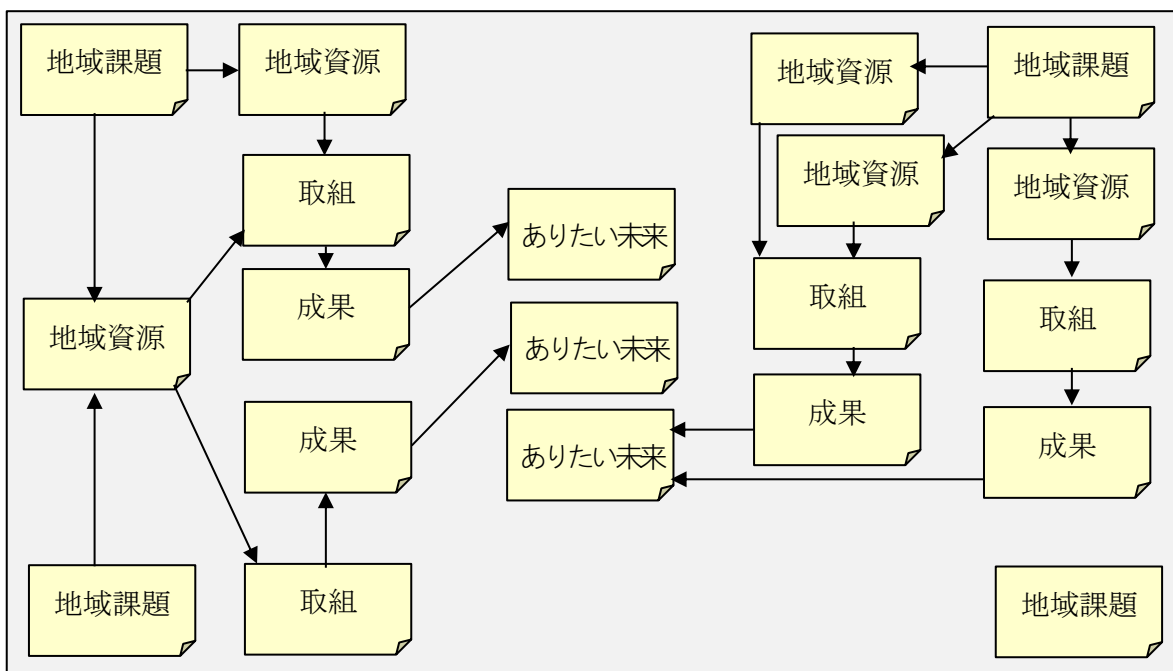 地域課題
地域資源
取組
成果
地域資源
成果
地域課題
取組
ありたい未来
ありたい未来
ありたい未来
地域資源
地域課題
地域資源
地域資源
取組
取組
成果
成果
地域課題